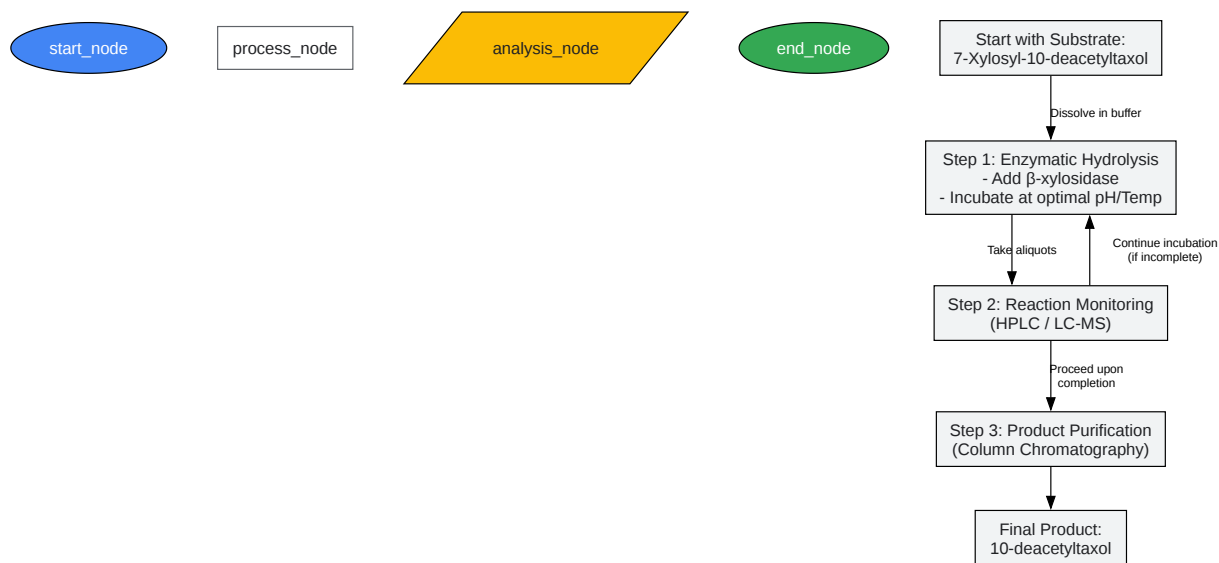 start_node
process_node
analysis_node
end_node
Start with Substrate:
7-Xylosyl-10-deacetyltaxol
Dissolve in buffer
Step 1: Enzymatic Hydrolysis
- Add β-xylosidase
- Incubate at optimal pH/Temp
Take aliquots
Continue incubation
(if incomplete)
Step 2: Reaction Monitoring
(HPLC / LC-MS)
Proceed upon
completion
Step 3: Product Purification
(Column Chromatography)
Final Product:
10-deacetyltaxol